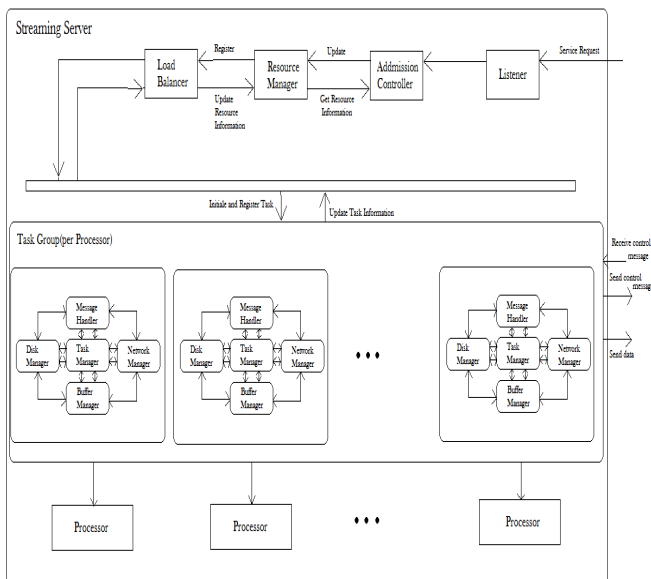 Streaming Server
Register
Update
Service Request
Load
Balancer
Resource
Manager
Addmission
Controller
Listener
Update
Resource
Information
Get Resource
Information
Initiale and Register Task
Update Task Information
Task Group(per Processor)
Receive control
message
Send control
messag
Send data
Message
Handler
Disk
Manager
Task
Manager
Network
Manager
Buffer
Manager
Message
Handler
Disk
Manager
Task
Manager
Network
Manager
Buffer
Manager
Message
Handler
Disk
Manager
Task
Manager
Network
Manager
Buffer
Manager
Processor
Processor
Processor